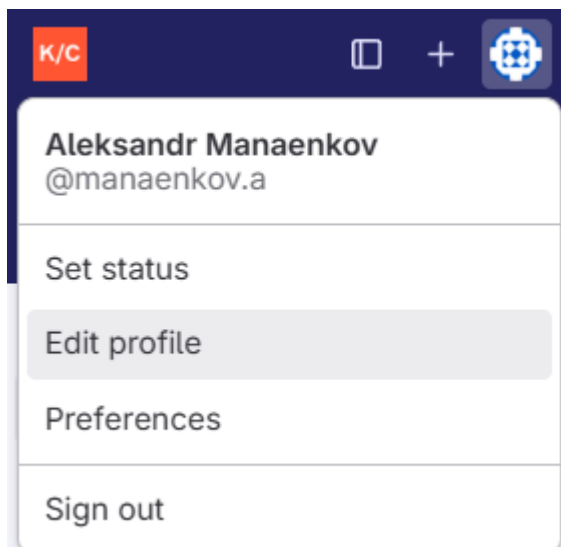 K/C
Aleksandr Manaenkov
@manaenkov.a
Set status
Edit profile
Preferences
Sign out